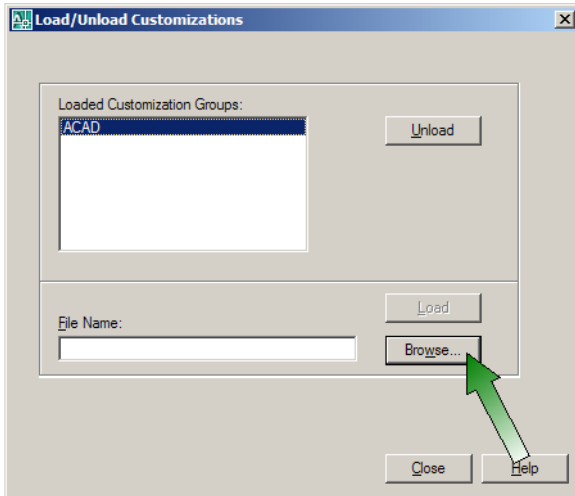 Load/Unload Customizations
Loaded Customization Groups:
ACAD
Unload
Load
File Name:
Browse...
Close
Help